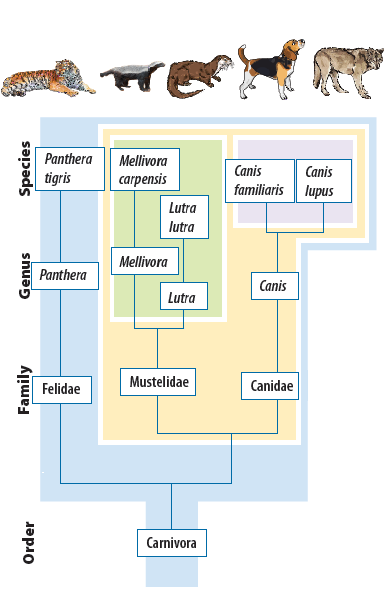 Species
Panthera
tigris
Mellivora
carpensis
Canis
familiaris
Canis
lupus
Lutra
lutra
Genus
Panthera
Mellivora
Lutra
Canis
Family
Felidae
Mustelidae
Canidae
Order
Carnivora